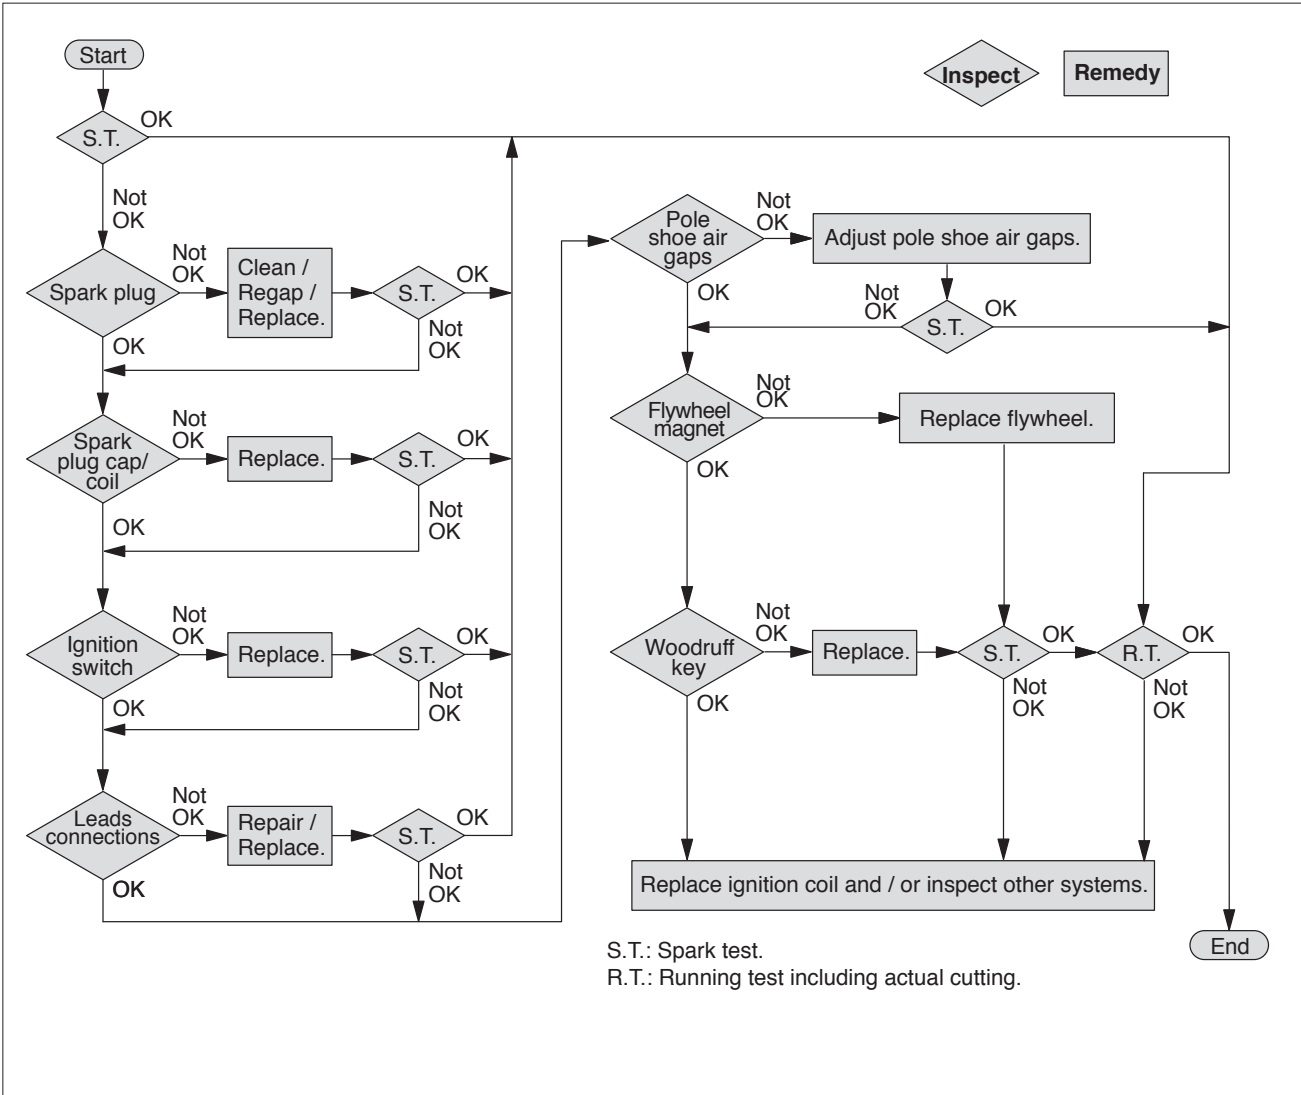 Start
Inspect
Remedy
S.T.
OK
Not
OK
Spark plug
Not
OK
Clean /
Regap /
Replace.
S.T.
OK
Not
OK
OK
Spark
plug cap/
coil
Not
OK
Replace.
S.T.
OK
Not
OK
OK
Ignition
switch
Not
OK
Replace.
S.T.
OK
Not
OK
OK
Leads
connections
Not
OK
Repair /
Replace.
S.T.
OK
Not
OK
OK
Pole
shoe air
gaps
Not
OK
Adjust pole shoe air gaps.
OK
Not
OK
S.T.
OK
Flywheel
magnet
Not
OK
Replace flywheel.
OK
Woodruff
key
Not
OK
Replace.
S.T.
OK
R.T.
OK
OK
Not
OK
Not
OK
Replace ignition coil and / or inspect other systems.
End
S.T.: Spark test.
R.T.: Running test including actual cutting.